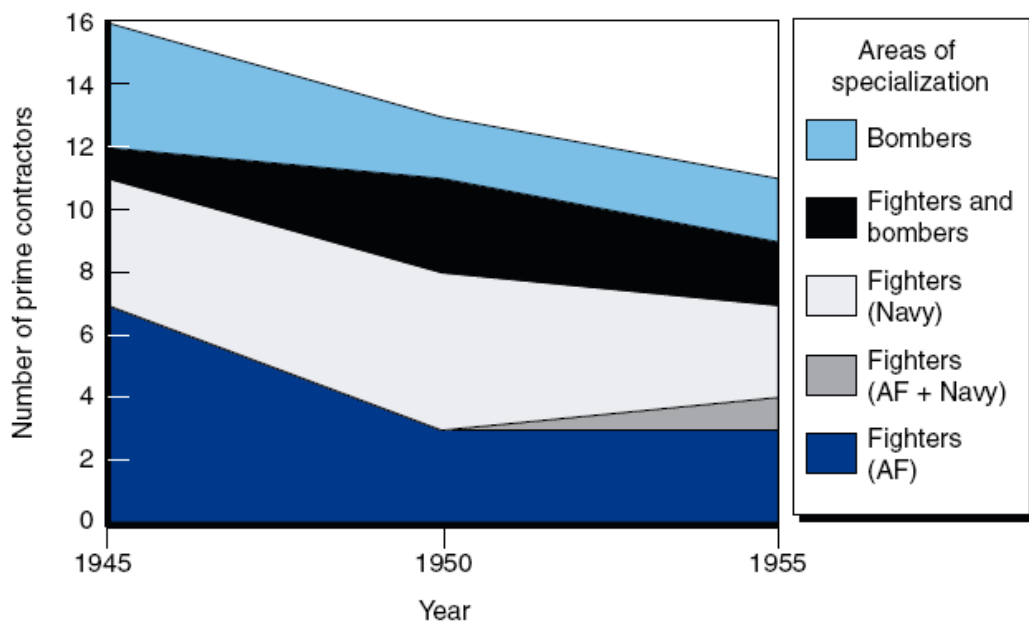 Number of prime contractors
16
14
12
10
8
6
4
2
0
1945
1950
1955
Year
Areas of
specialization
Bombers
Fighters and
bombers
Fighters
(Navy)
Fighters
(AF + Navy)
Fighters
(AF)